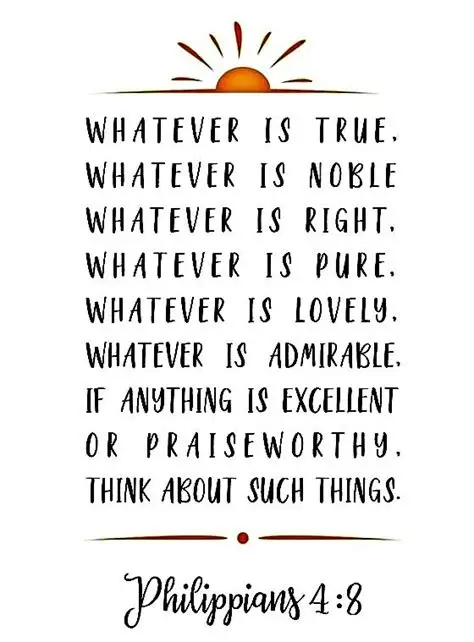 WHATEVER IS TRUE,
WHATEVER IS NOBLE
WHATEVER IS RIGHT,
WHATEVER IS PURE,
WHATEVER IS LOVELY,
WHATEVER IS ADMIRABLE,
IF ANYTHING IS EXCELLENT
OR PRAISEWORTHY,
THINK ABOUT SUCH THINGS.
Philippians 4:8